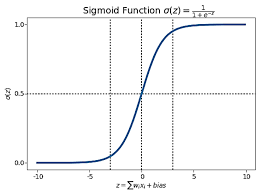 Sigmoid Function σ(z) = 1/(1 + e^{-z})
1.0
σ(z)
0.5
0.0
-10
-5
0
5
10
z = ∑wᵢxᵢ + bias